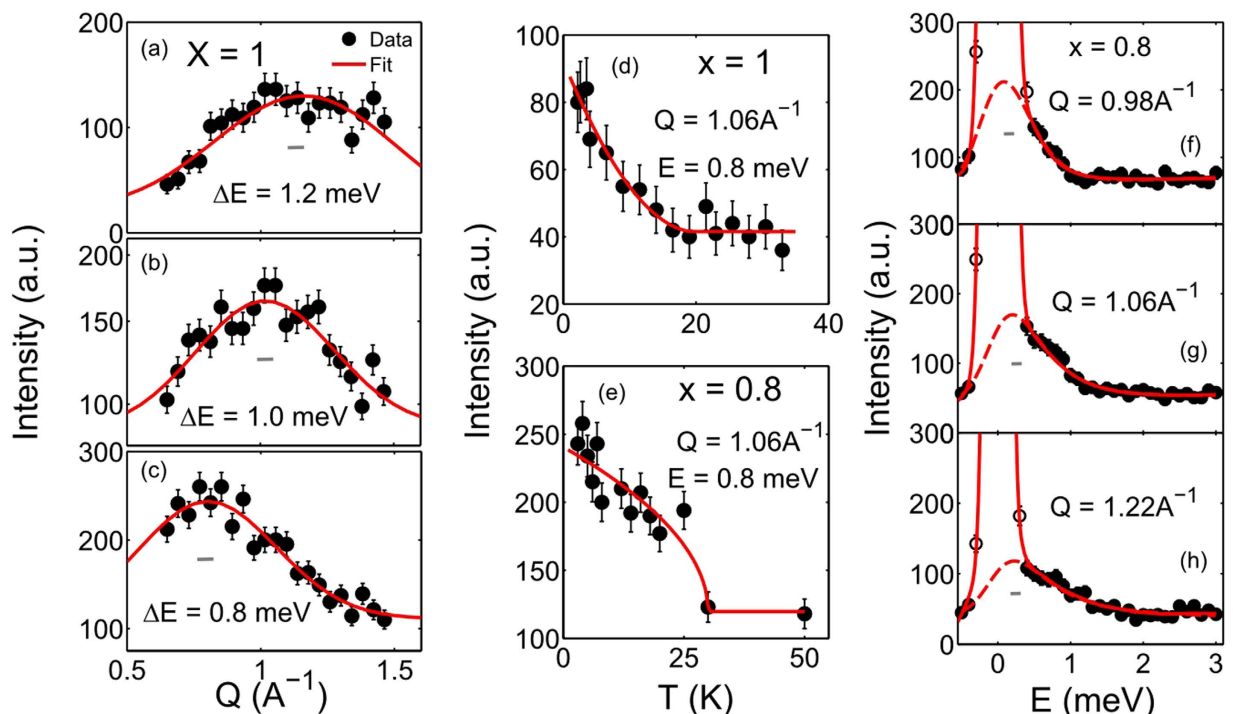 Intensity (a.u.)
200
100
0
(a)
X = 1
Data
Fit
ΔE = 1.2 meV
200
150
100
(b)
ΔE = 1.0 meV
300
200
100
(c)
ΔE = 0.8 meV
0.5
1
1.5
Q (A⁻¹)
Intensity (a.u.)
100
80
60
40
20
(d)
x = 1
Q = 1.06A⁻¹
E = 0.8 meV
0
20
40
300
250
200
150
100
(e)
x = 0.8
Q = 1.06A⁻¹
E = 0.8 meV
0
25
50
T (K)
Intensity (a.u.)
300
200
100
x = 0.8
Q = 0.98A⁻¹
(f)
300
200
100
Q = 1.06A⁻¹
(g)
300
200
100
0
Q = 1.22A⁻¹
(h)
0
1
2
3
E (meV)